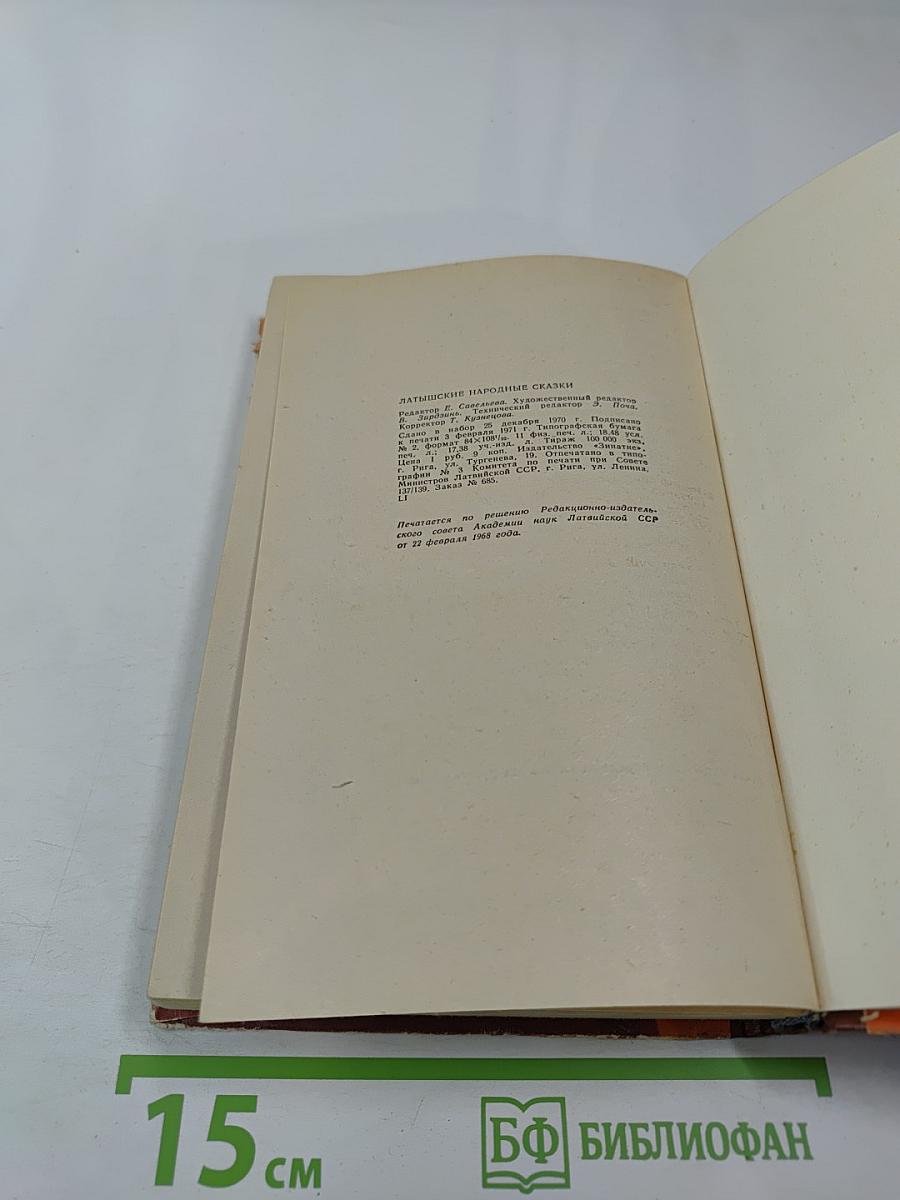 ЛАТЫШСКИЕ НАРОДНЫЕ СКАЗКИ
Редактор Е. Савельева. Художественный редактор
В. Зирдзинь. Технический редактор Э. Поча.
Корректор Т. Кузнецова.
Сдано в набор 25 декабря 1970 г. Подписано
к печати 3 февраля 1971 г. Типографская бумага
№ 2, формат 84×108¹/₃₂. 11 физ. печ. л.; 18,48 усл.
печ. л.; 17,38 уч.-изд. л. Тираж 100 000 экз.
Цена 1 руб. 9 коп. Издательство «Зинатне»,
г. Рига, ул. Тургенева, 19. Отпечатано в типо-
графии № 3 Комитета по печати при Совете
Министров Латвийской ССР, г. Рига, ул. Ленина,
137/139. Заказ № 685.
LI
Печатается по решению Редакционно-издатель-
ского совета Академии наук Латвийской ССР
от 22 февраля 1968 года.
15 см
БФ БИБЛИОФАН